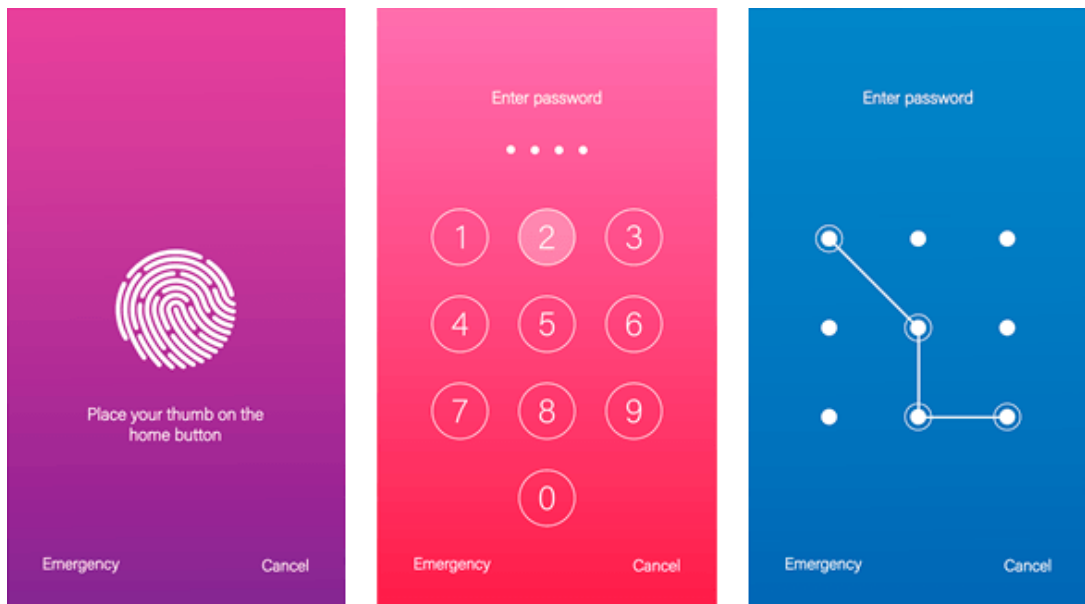 Place your thumb on the
home button
Emergency
Cancel
Enter password
1 2 3
4 5 6
7 8 9
0
Emergency
Cancel
Enter password
Emergency
Cancel